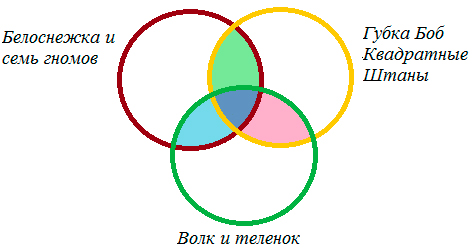 Белоснежка и
семь гномов
Губка Боб
Квадратные
Штаны
Волк и теленок